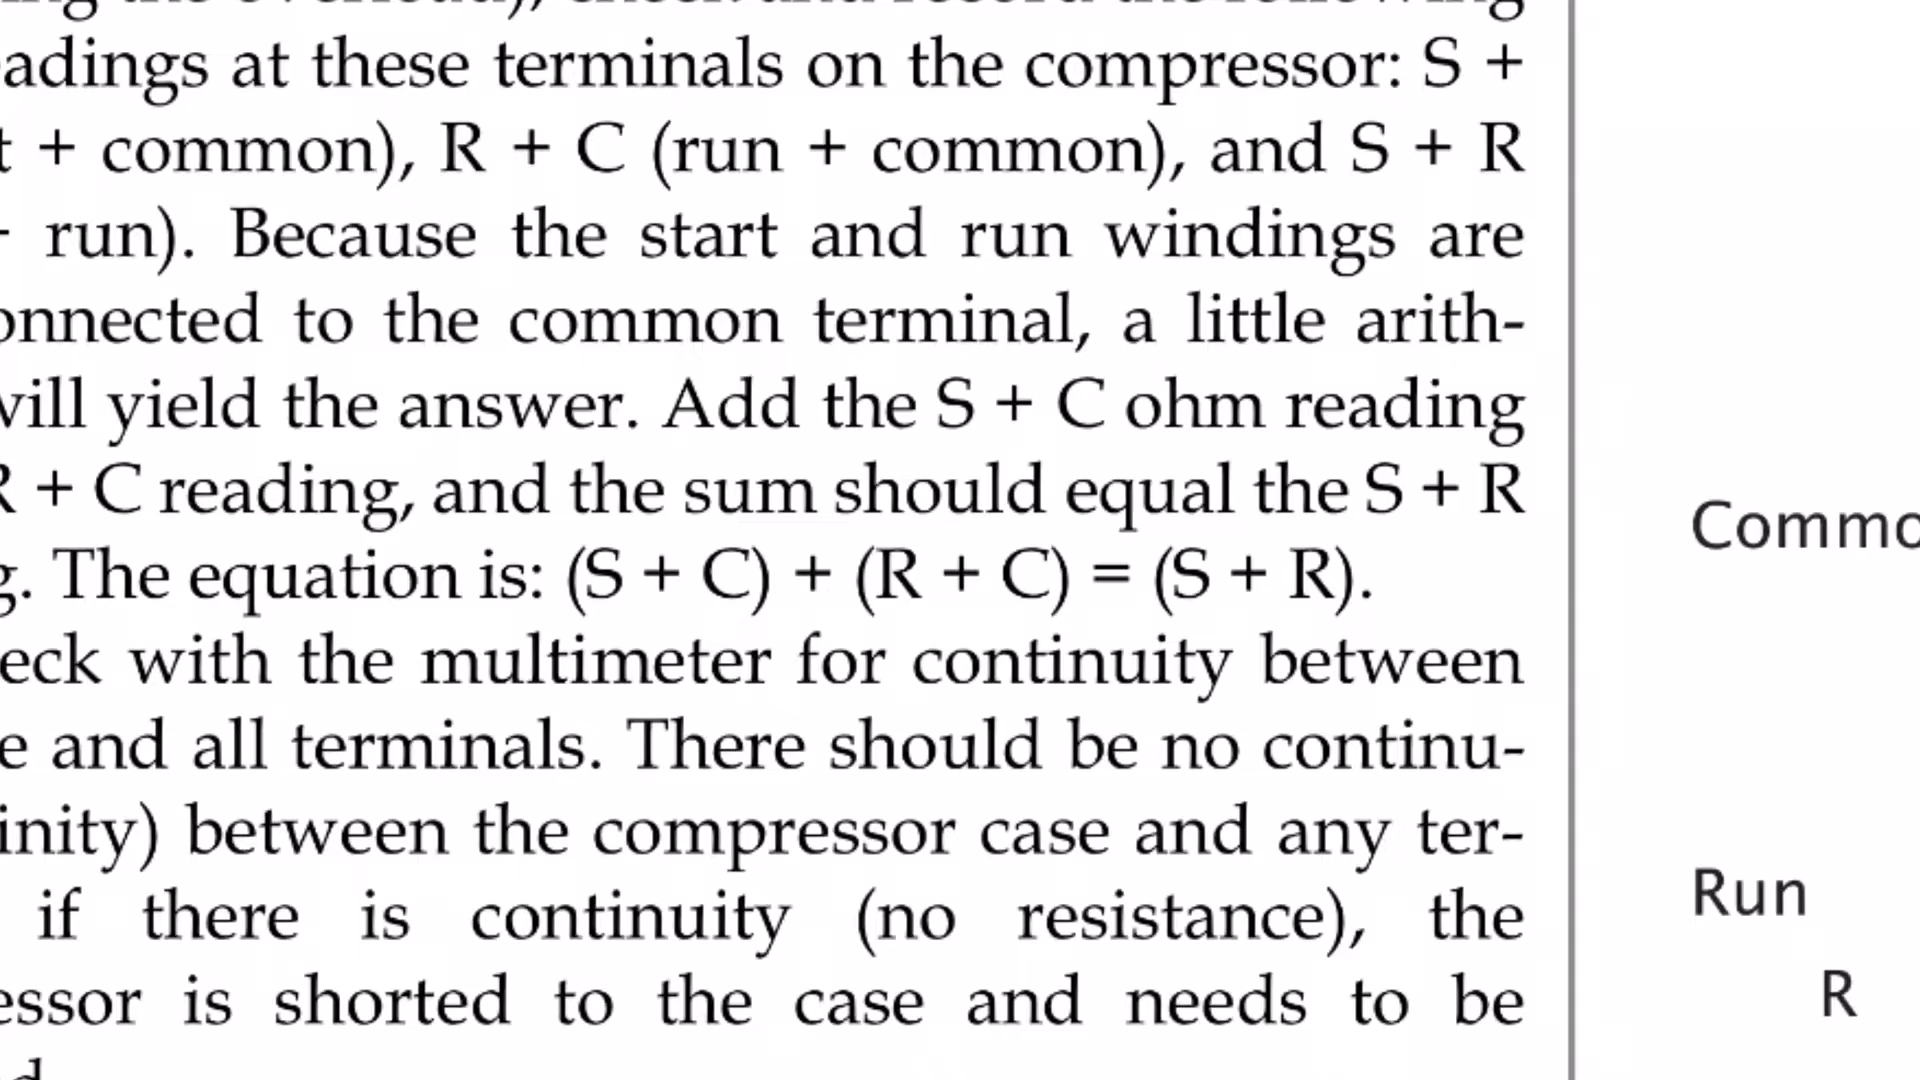 adings at these terminals on the compressor: S +
t + common), R + C (run + common), and S + R
run). Because the start and run windings are
onnected to the common terminal, a little arith-
will yield the answer. Add the S + C ohm reading
R + C reading, and the sum should equal the S + R
g. The equation is: (S + C) + (R + C) = (S + R).
eck with the multimeter for continuity between
e and all terminals. There should be no continu-
inity) between the compressor case and any ter-
if there is continuity (no resistance), the
essor is shorted to the case and needs to be
Commo
Run
R